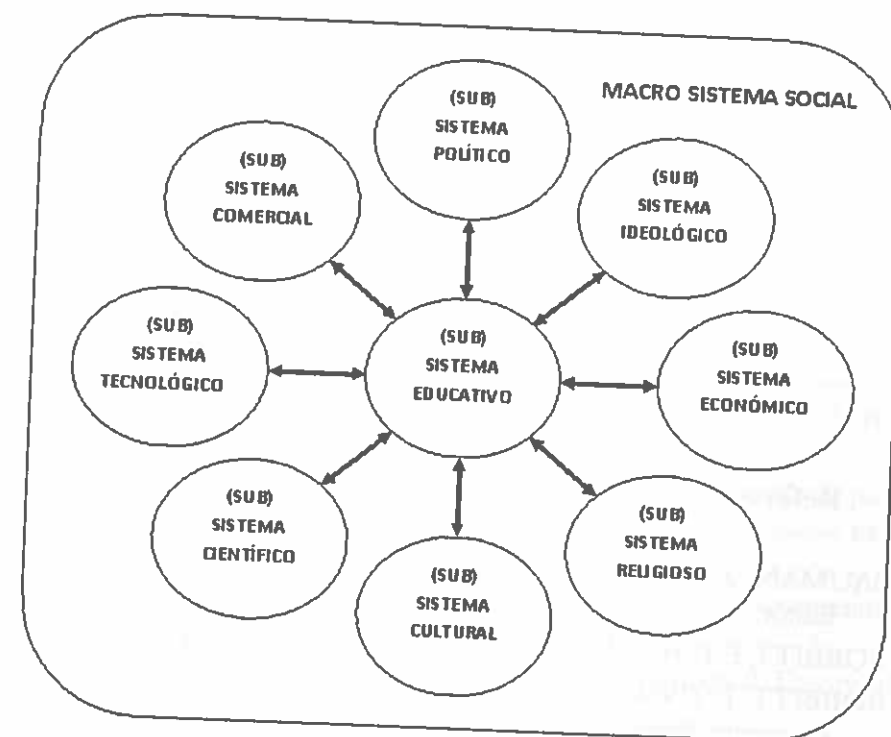 MACRO SISTEMA SOCIAL
(SUB)
SISTEMA
POLÍTICO
(SUB)
SISTEMA
COMERCIAL
(SUB)
SISTEMA
IDEOLÓGICO
(SUB)
SISTEMA
TECNOLÓGICO
(SUB)
SISTEMA
EDUCATIVO
(SUB)
SISTEMA
ECONÓMICO
(SUB)
SISTEMA
CIENTÍFICO
(SUB)
SISTEMA
CULTURAL
(SUB)
SISTEMA
RELIGIOSO